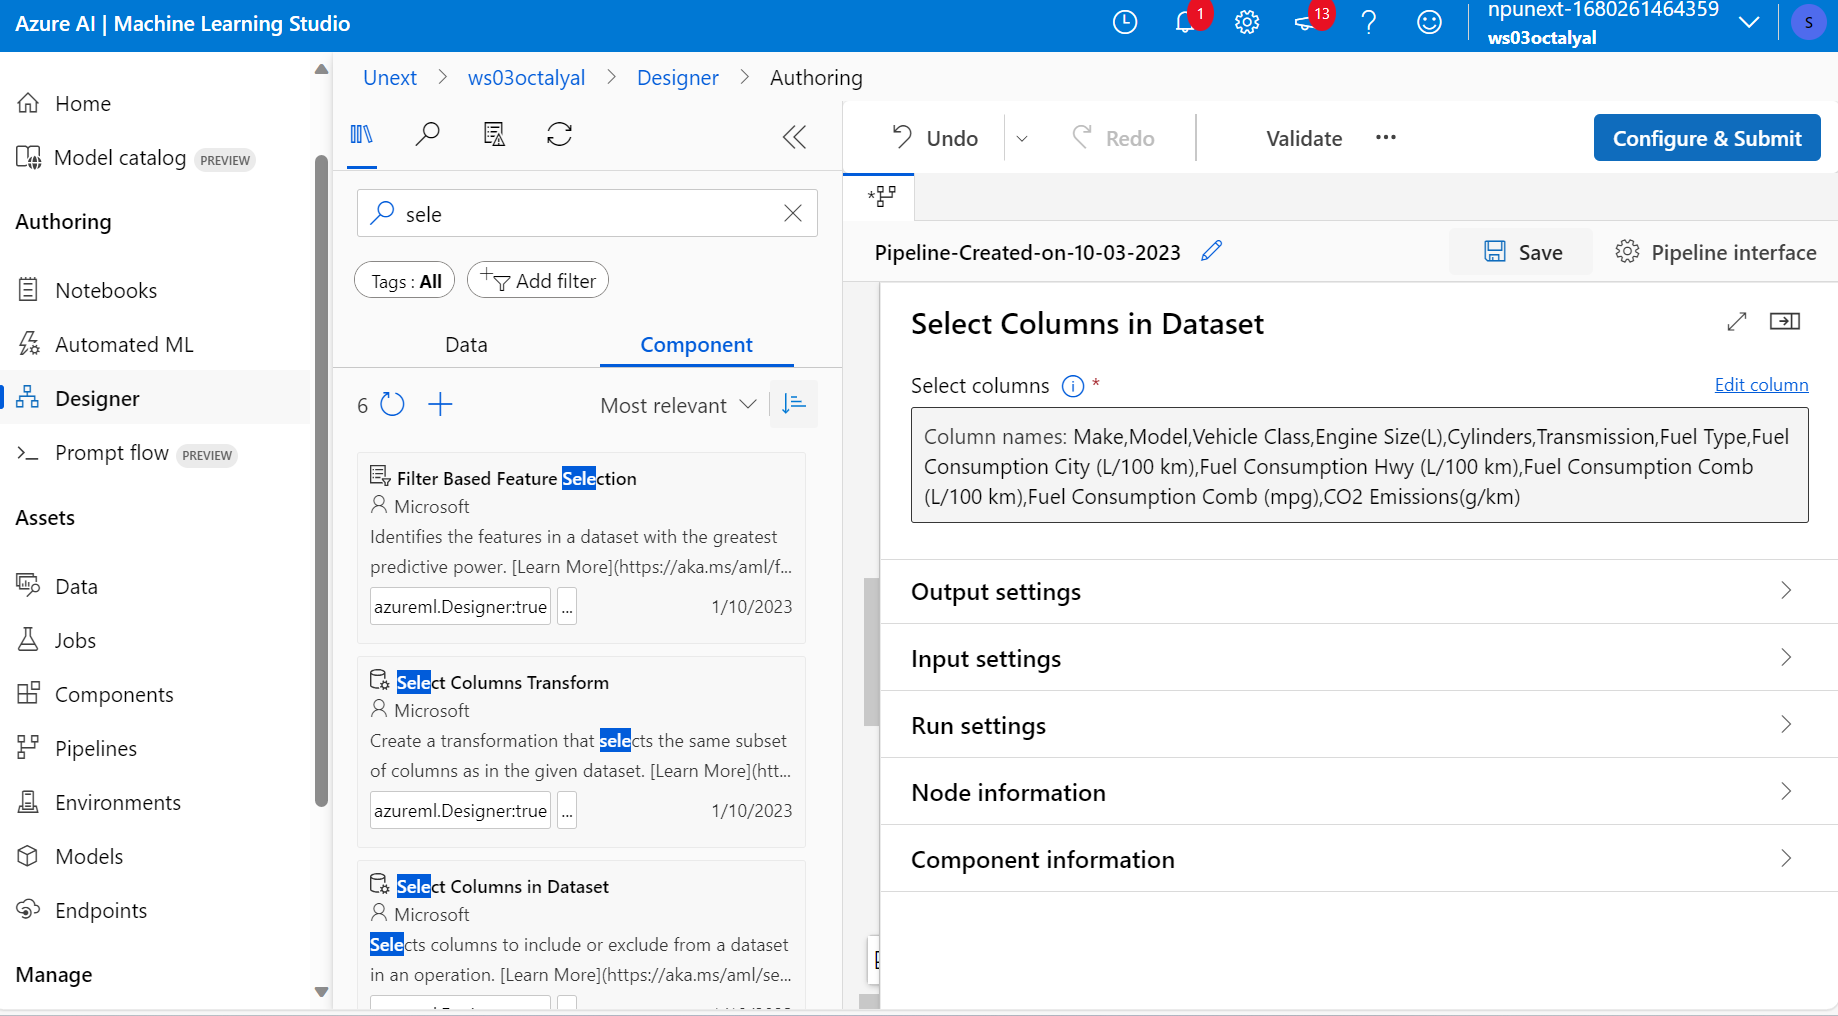 Azure AI | Machine Learning Studio
1
13
npunext-1680261464359
ws03octalyal
S
Home
Model catalog PREVIEW
Authoring
Notebooks
Automated ML
Designer
Prompt flow PREVIEW
Assets
Data
Jobs
Components
Pipelines
Environments
Models
Endpoints
Manage
Unext > ws03octalyal > Designer > Authoring
sele
Tags : All
Add filter
Data
Component
6
Most relevant
Filter Based Feature Selection
Microsoft
Identifies the features in a dataset with the greatest
predictive power. [Learn More](https://aka.ms/aml/f...
azureml.Designer:true ... 1/10/2023
Select Columns Transform
Microsoft
Create a transformation that selects the same subset
of columns as in the given dataset. [Learn More](htt...
azureml.Designer:true ... 1/10/2023
Select Columns in Dataset
Microsoft
Selects columns to include or exclude from a dataset
in an operation. [Learn More](https://aka.ms/aml/se...
Undo
Redo
Validate
Configure & Submit
Pipeline-Created-on-10-03-2023
Save
Pipeline interface
Select Columns in Dataset
Select columns *
Edit column
Column names: Make,Model,Vehicle Class,Engine Size(L),Cylinders,Transmission,Fuel Type,Fuel
Consumption City (L/100 km),Fuel Consumption Hwy (L/100 km),Fuel Consumption Comb
(L/100 km),Fuel Consumption Comb (mpg),CO2 Emissions(g/km)
Output settings
Input settings
Run settings
Node information
Component information